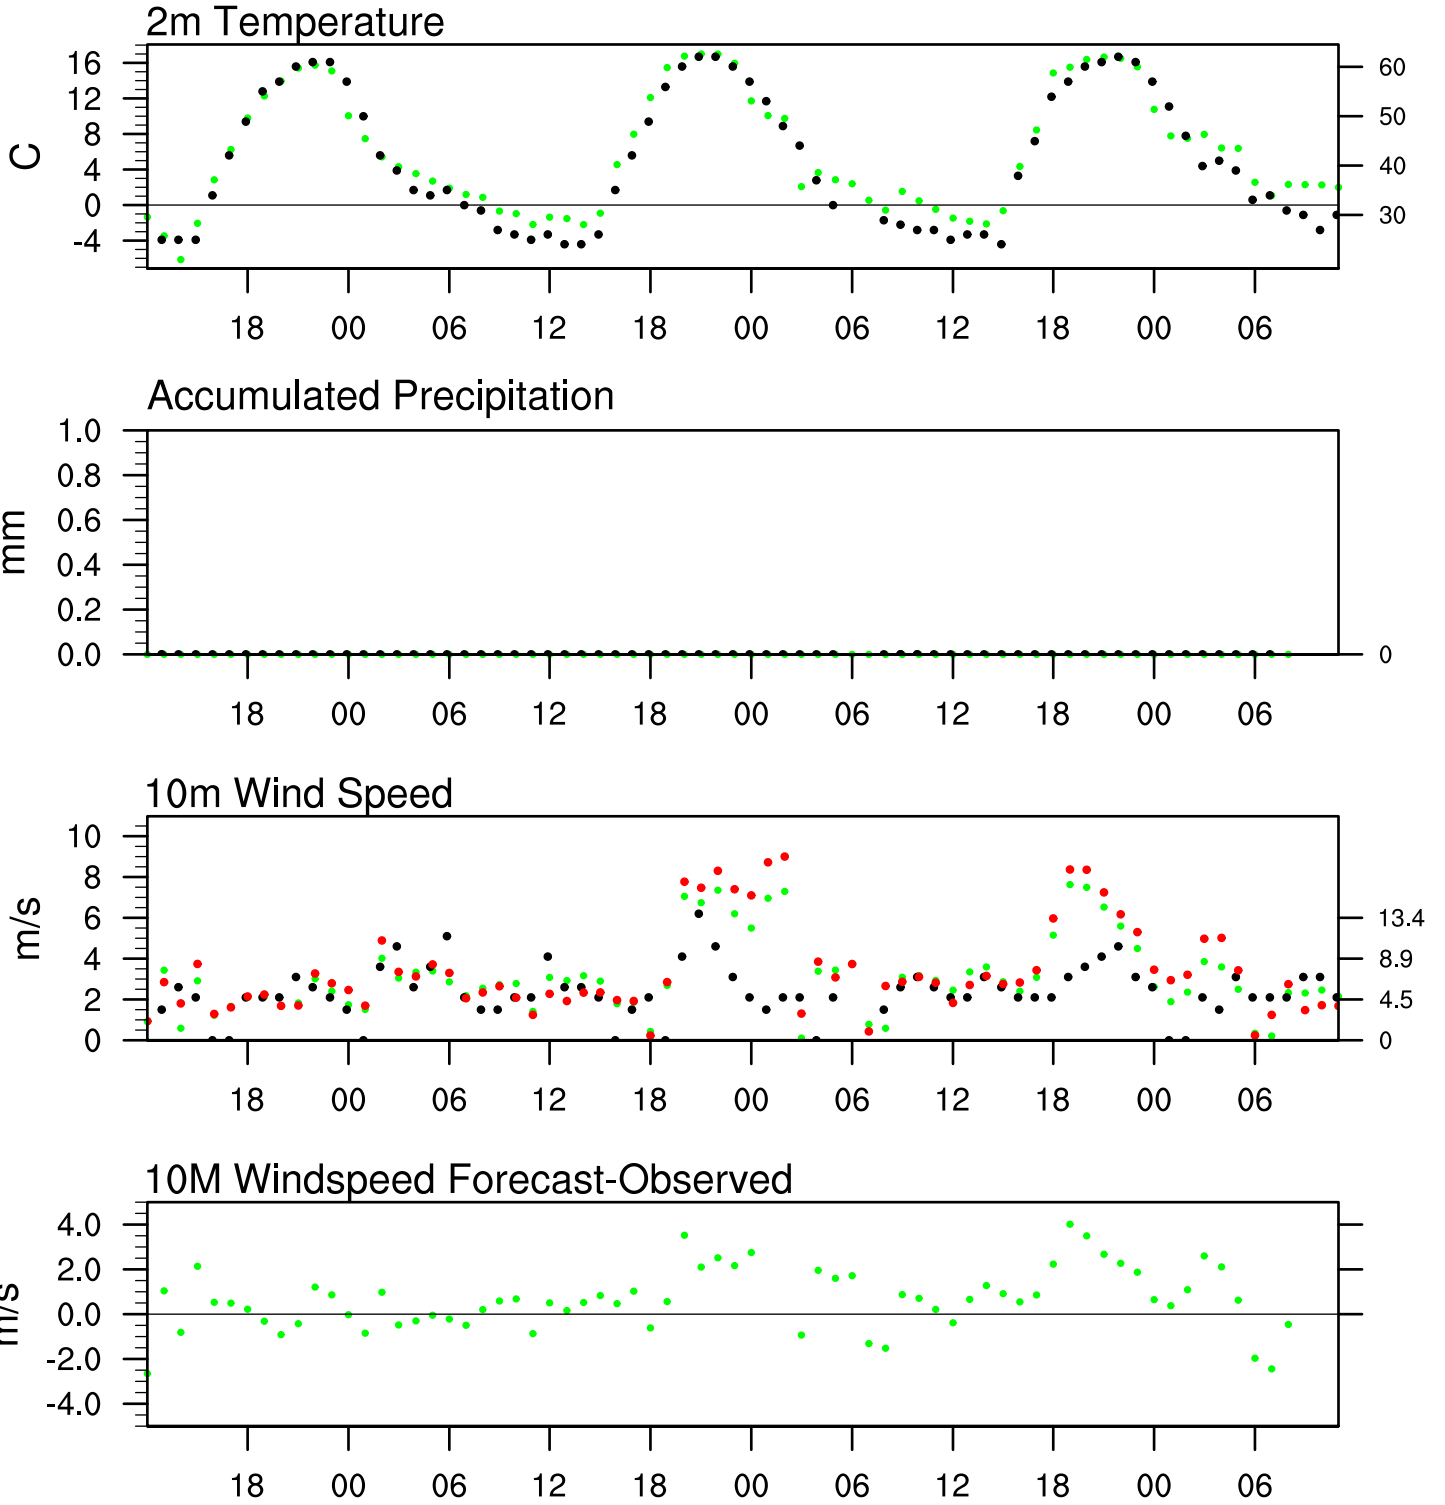 2m Temperature
C
16
12
8
4
0
-4
60
50
40
30
18 00 06 12 18 00 06 12 18 00 06
Accumulated Precipitation
mm
1.0
0.8
0.6
0.4
0.2
0.0
0
18 00 06 12 18 00 06 12 18 00 06
10m Wind Speed
m/s
10
8
6
4
2
0
13.4
8.9
4.5
0
18 00 06 12 18 00 06 12 18 00 06
10M Windspeed Forecast-Observed
m/s
4.0
2.0
0.0
-2.0
-4.0
18 00 06 12 18 00 06 12 18 00 06